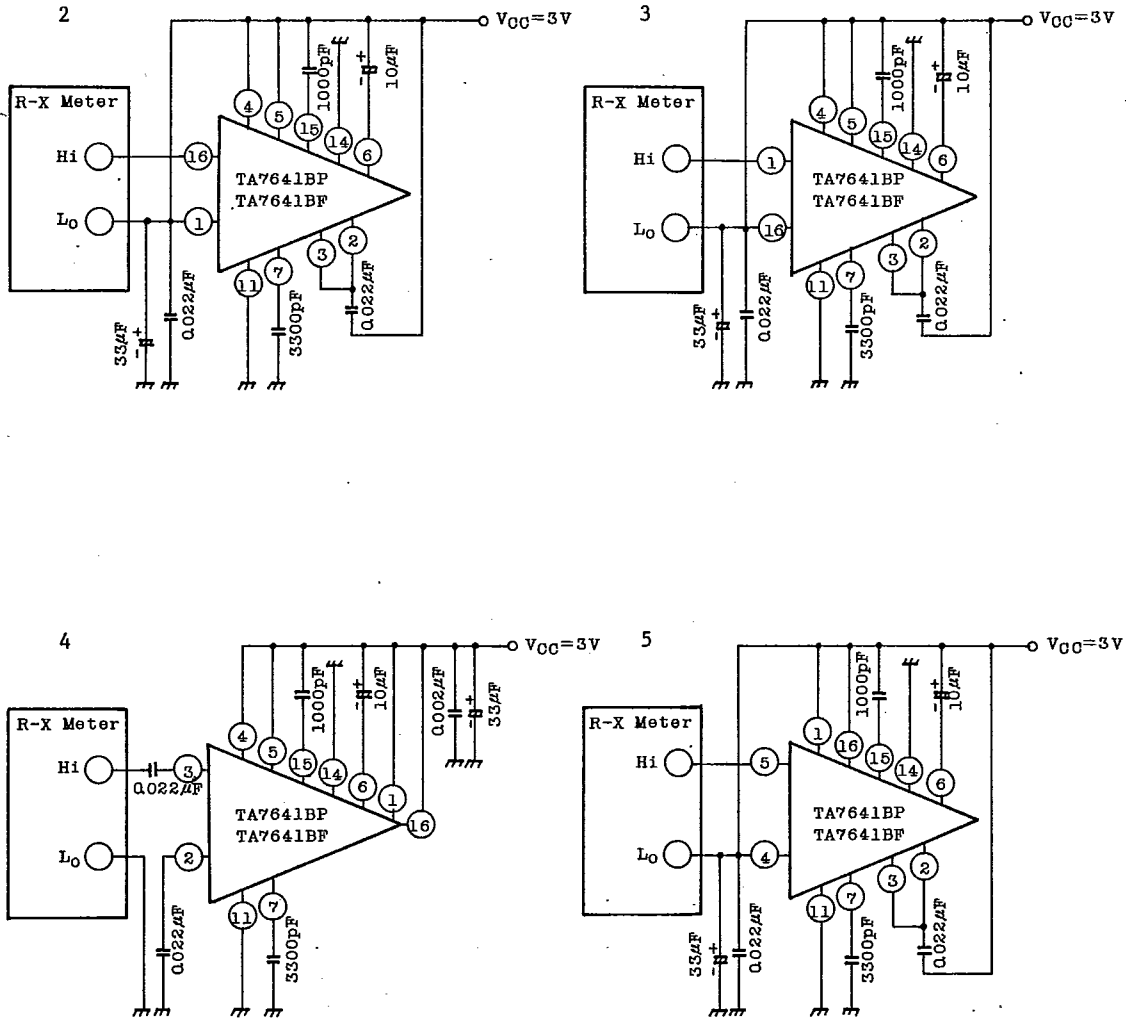 2
VCC=3V
R-X Meter
Hi
Lo
4
5
15
14
6
1000pF
10µF
- +
16
1
TA7641BP
TA7641BF
11
7
3
2
33µF
- +
0.022µF
3300pF
0.022µF
3
VCC=3V
R-X Meter
Hi
Lo
4
5
15
14
6
1000pF
10µF
- +
1
16
TA7641BP
TA7641BF
11
7
3
2
33µF
- +
0.022µF
3300pF
0.022µF
4
VCC=3V
R-X Meter
Hi
Lo
0.022µF
4
5
15
14
6
1
16
1000pF
10µF
- +
0.002µF
33µF
- +
3
2
TA7641BP
TA7641BF
11
7
0.022µF
3300pF
5
VCC=3V
R-X Meter
Hi
Lo
1
16
15
14
6
1000pF
10µF
- +
5
4
TA7641BP
TA7641BF
11
7
3
2
33µF
- +
0.022µF
3300pF
0.022µF